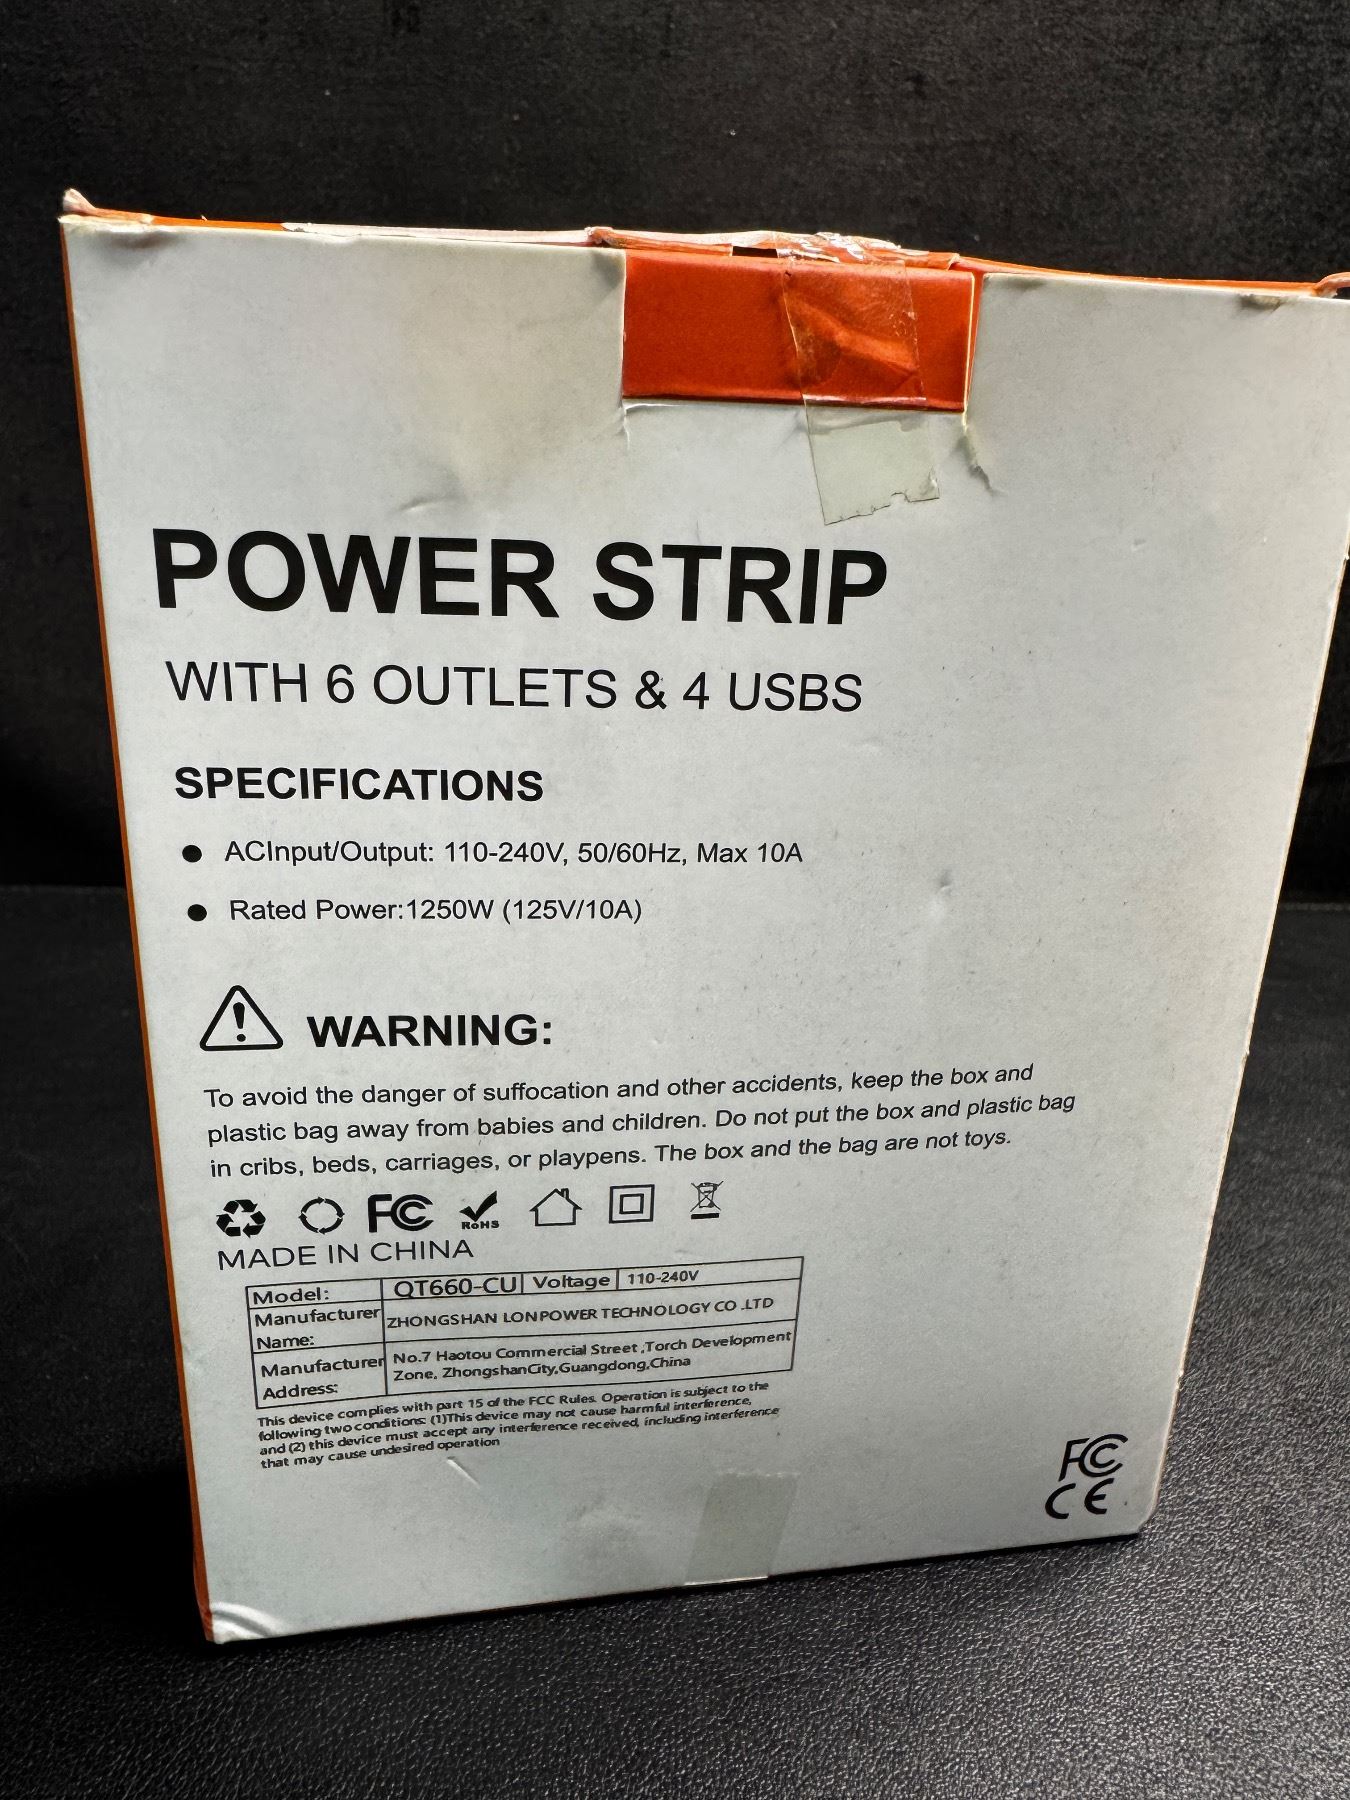 POWER STRIP
WITH 6 OUTLETS & 4 USBS
SPECIFICATIONS
● ACInput/Output: 110-240V, 50/60Hz, Max 10A
● Rated Power:1250W (125V/10A)
WARNING:
To avoid the danger of suffocation and other accidents, keep the box and
plastic bag away from babies and children. Do not put the box and plastic bag
in cribs, beds, carriages, or playpens. The box and the bag are not toys.
FC RoHS
MADE IN CHINA
Model: QT660-CU Voltage 110-240V
Manufacturer Name: ZHONGSHAN LONPOWER TECHNOLOGY CO .LTD
Manufacturer Address: No.7 Haotou Commercial Street ,Torch Development
Zone, ZhongshanCity,Guangdong,China
This device complies with part 15 of the FCC Rules. Operation is subject to the
following two conditions: (1)This device may not cause harmful interference,
and (2) this device must accept any interference received, including interference
that may cause undesired operation
FC
CE